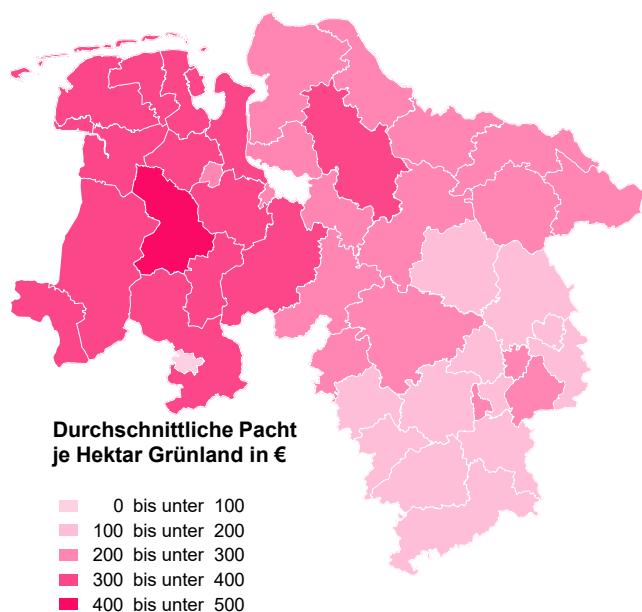 Durchschnittliche Pacht
je Hektar Grünland in €
0 bis unter 100
100 bis unter 200
200 bis unter 300
300 bis unter 400
400 bis unter 500